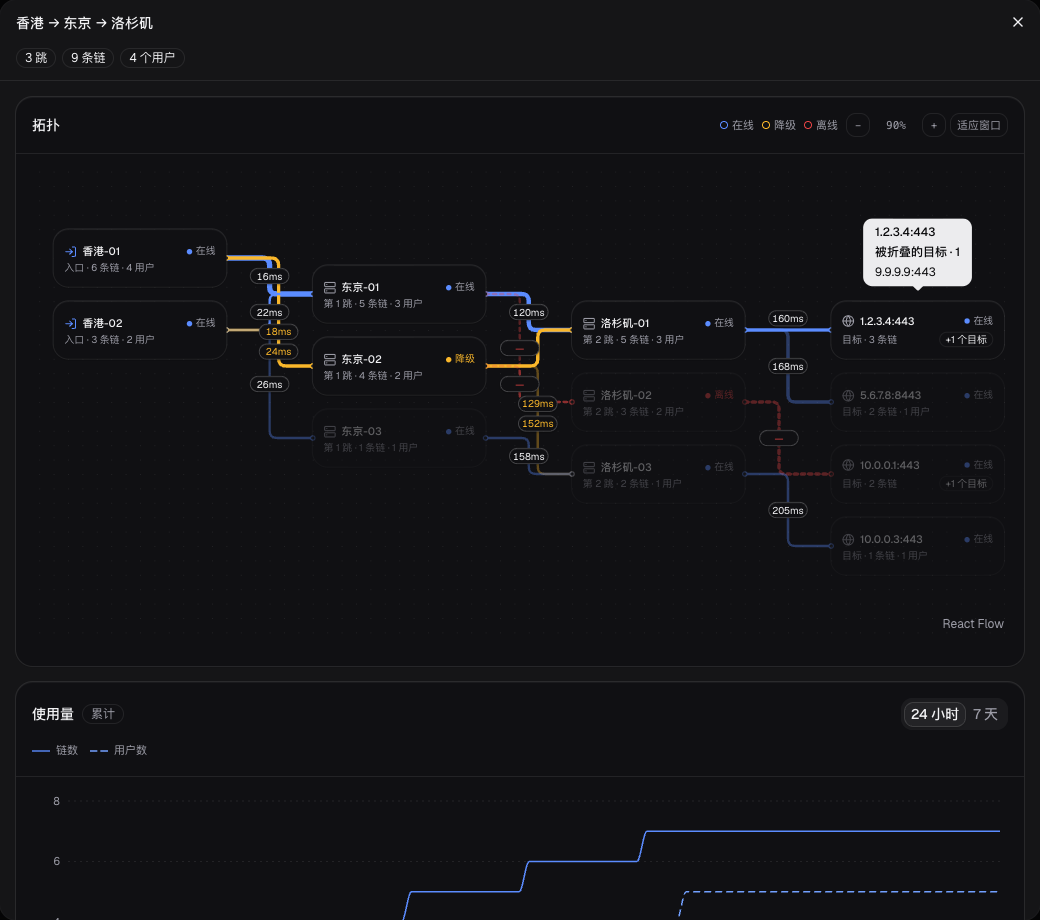 香港 → 东京 → 洛杉矶
3 跳 9 条链 4 个用户
拓扑
在线 降级 离线 − 90% + 适应窗口
1.2.3.4:443
被折叠的目标 · 1
9.9.9.9:443
香港-01 在线
入口 · 6 条链 · 4 用户
香港-02 在线
入口 · 3 条链 · 2 用户
16ms
22ms
18ms
24ms
26ms
东京-01 在线
第 1 跳 · 5 条链 · 3 用户
东京-02 降级
第 1 跳 · 4 条链 · 2 用户
东京-03 在线
第 1 跳 · 1 条链 · 1 用户
120ms
—
—
129ms
152ms
158ms
洛杉矶-01 在线
第 2 跳 · 5 条链 · 3 用户
洛杉矶-02 离线
第 2 跳 · 3 条链 · 2 用户
洛杉矶-03 在线
第 2 跳 · 2 条链 · 1 用户
160ms
168ms
—
205ms
1.2.3.4:443 在线
目标 · 3 条链 +1 个目标
5.6.7.8:8443 在线
目标 · 2 条链 · 1 用户
10.0.0.1:443 在线
目标 · 2 条链 +1 个目标
10.0.0.3:443 在线
目标 · 1 条链 · 1 用户
React Flow
使用量 累计 24 小时 7 天
链数 用户数
8
6